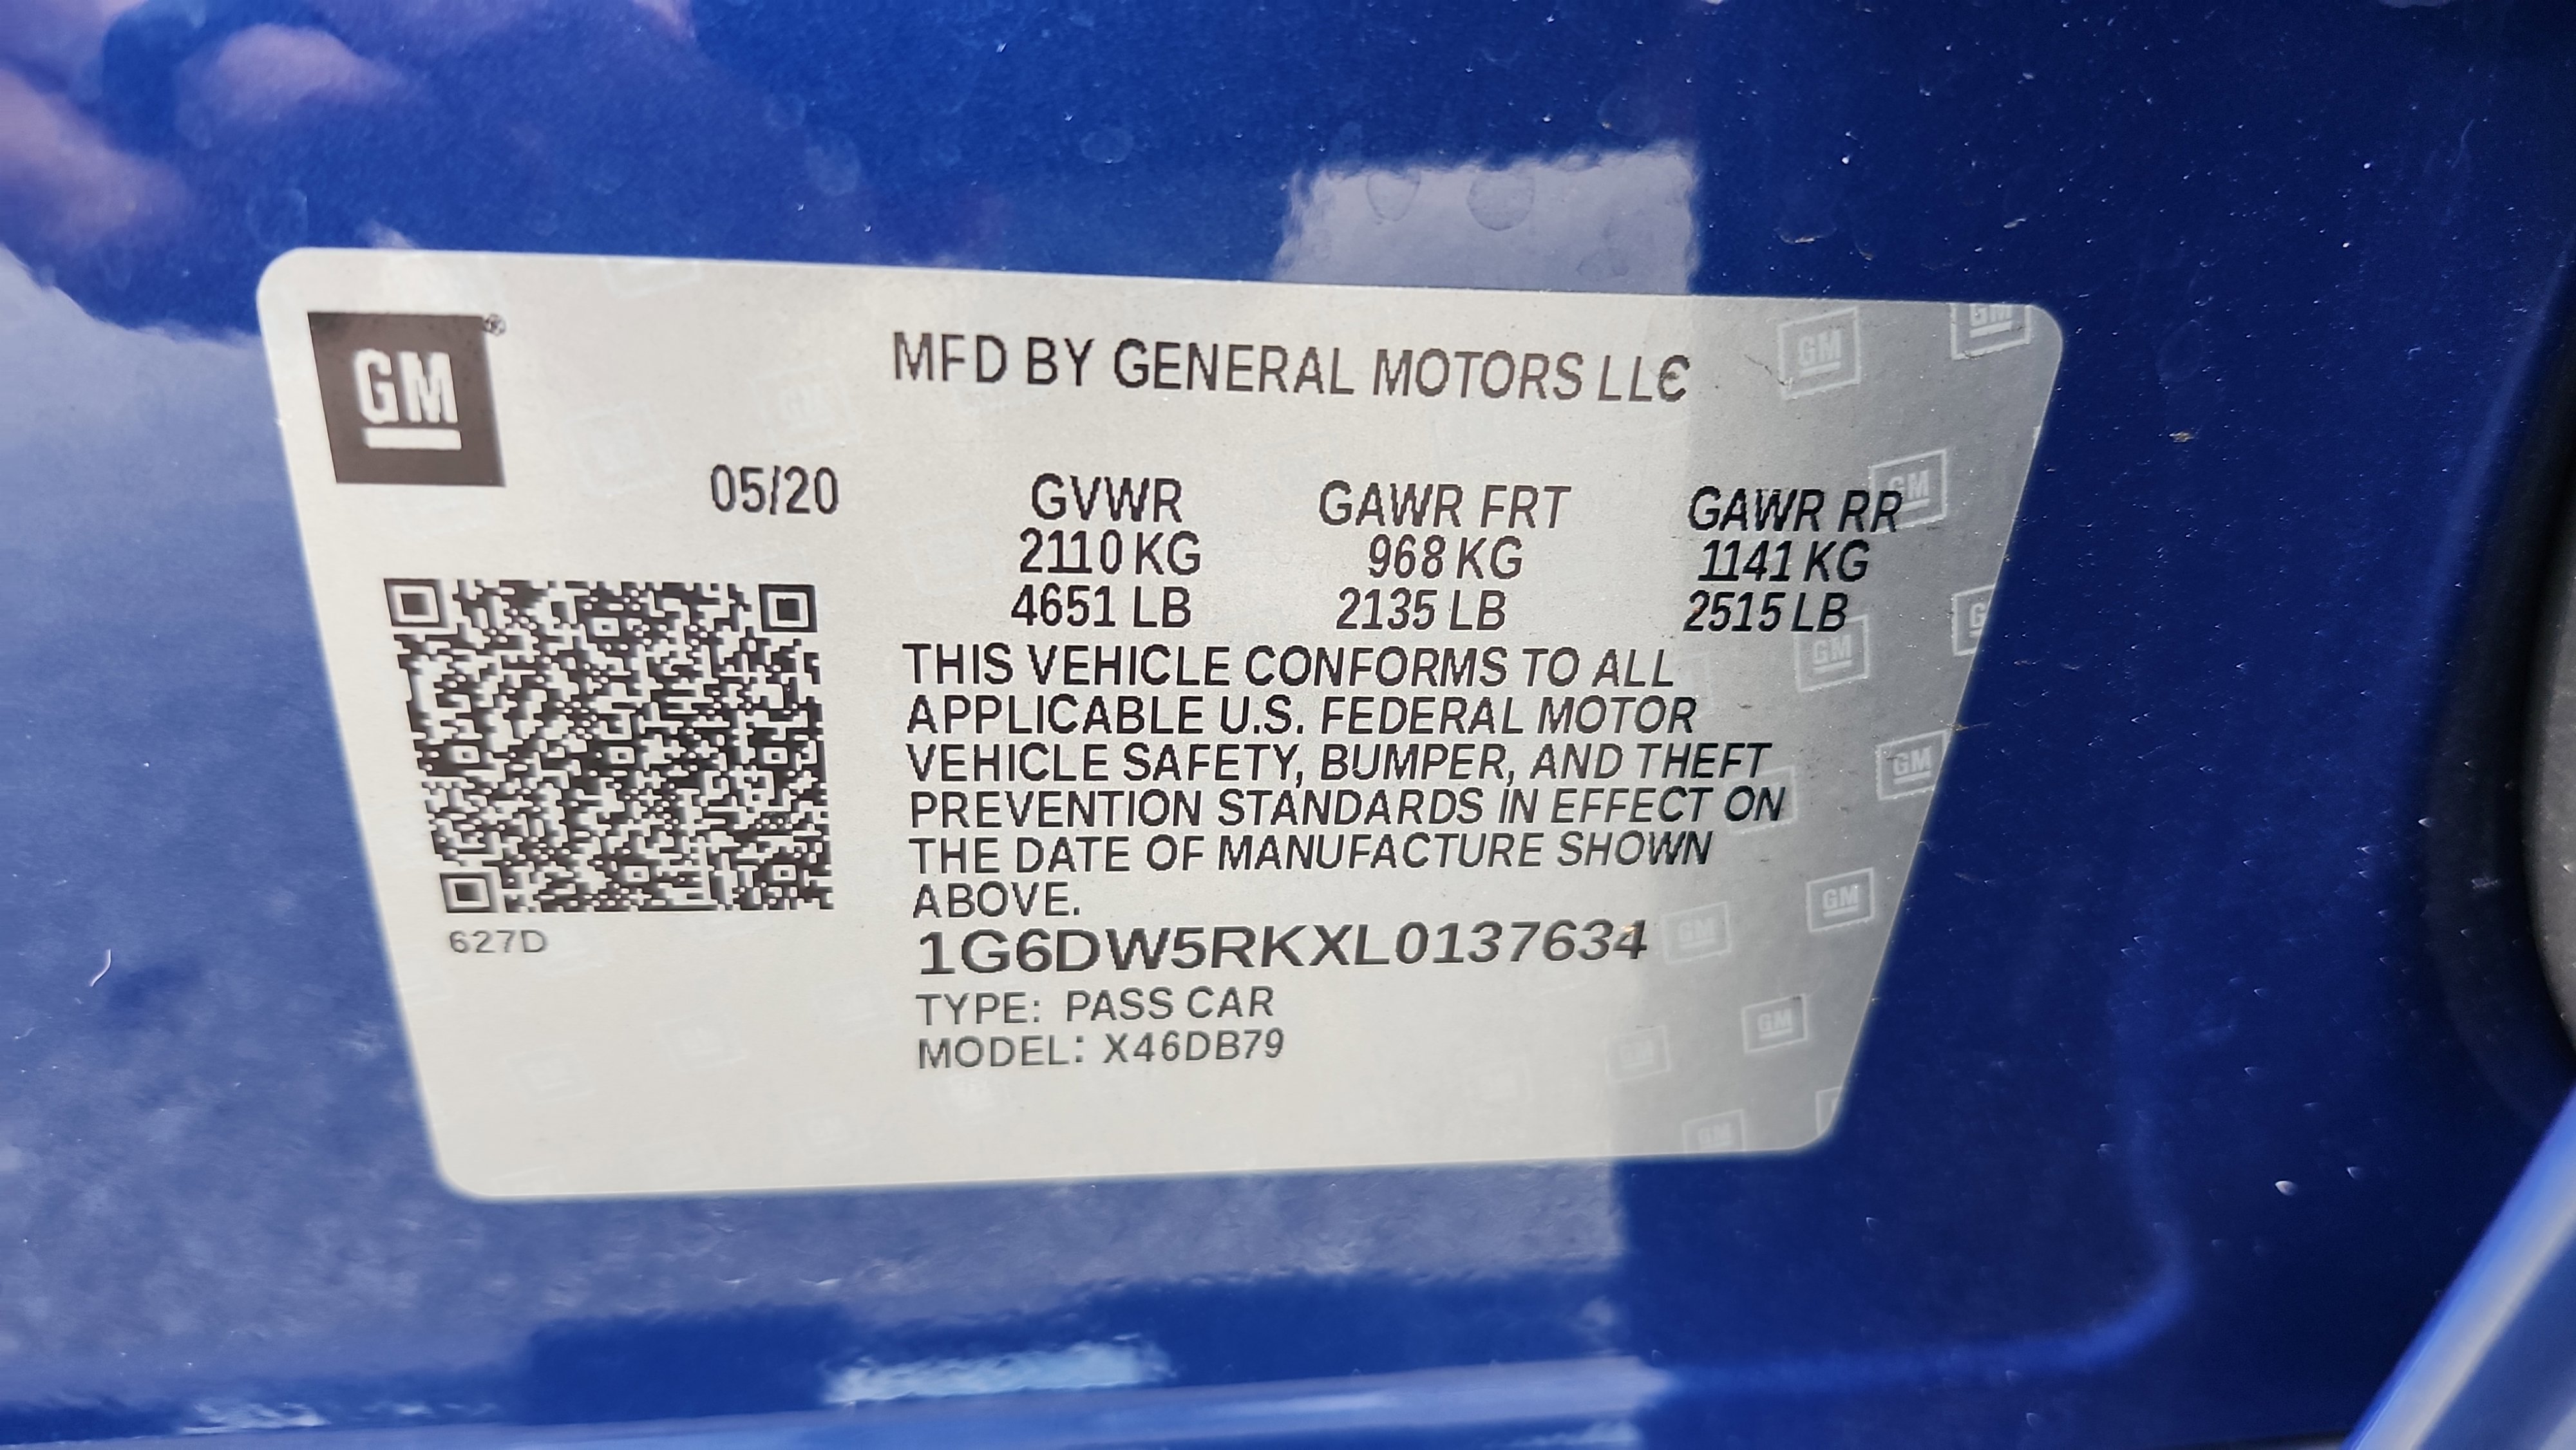 GM®
MFD BY GENERAL MOTORS LLC
05/20
GVWR GAWR FRT GAWR RR
2110 KG 968 KG 1141 KG
4651 LB 2135 LB 2515 LB
THIS VEHICLE CONFORMS TO ALL
APPLICABLE U.S. FEDERAL MOTOR
VEHICLE SAFETY, BUMPER, AND THEFT
PREVENTION STANDARDS IN EFFECT ON
THE DATE OF MANUFACTURE SHOWN
ABOVE.
627D
1G6DW5RKXL0137634
TYPE: PASS CAR
MODEL: X46DB79